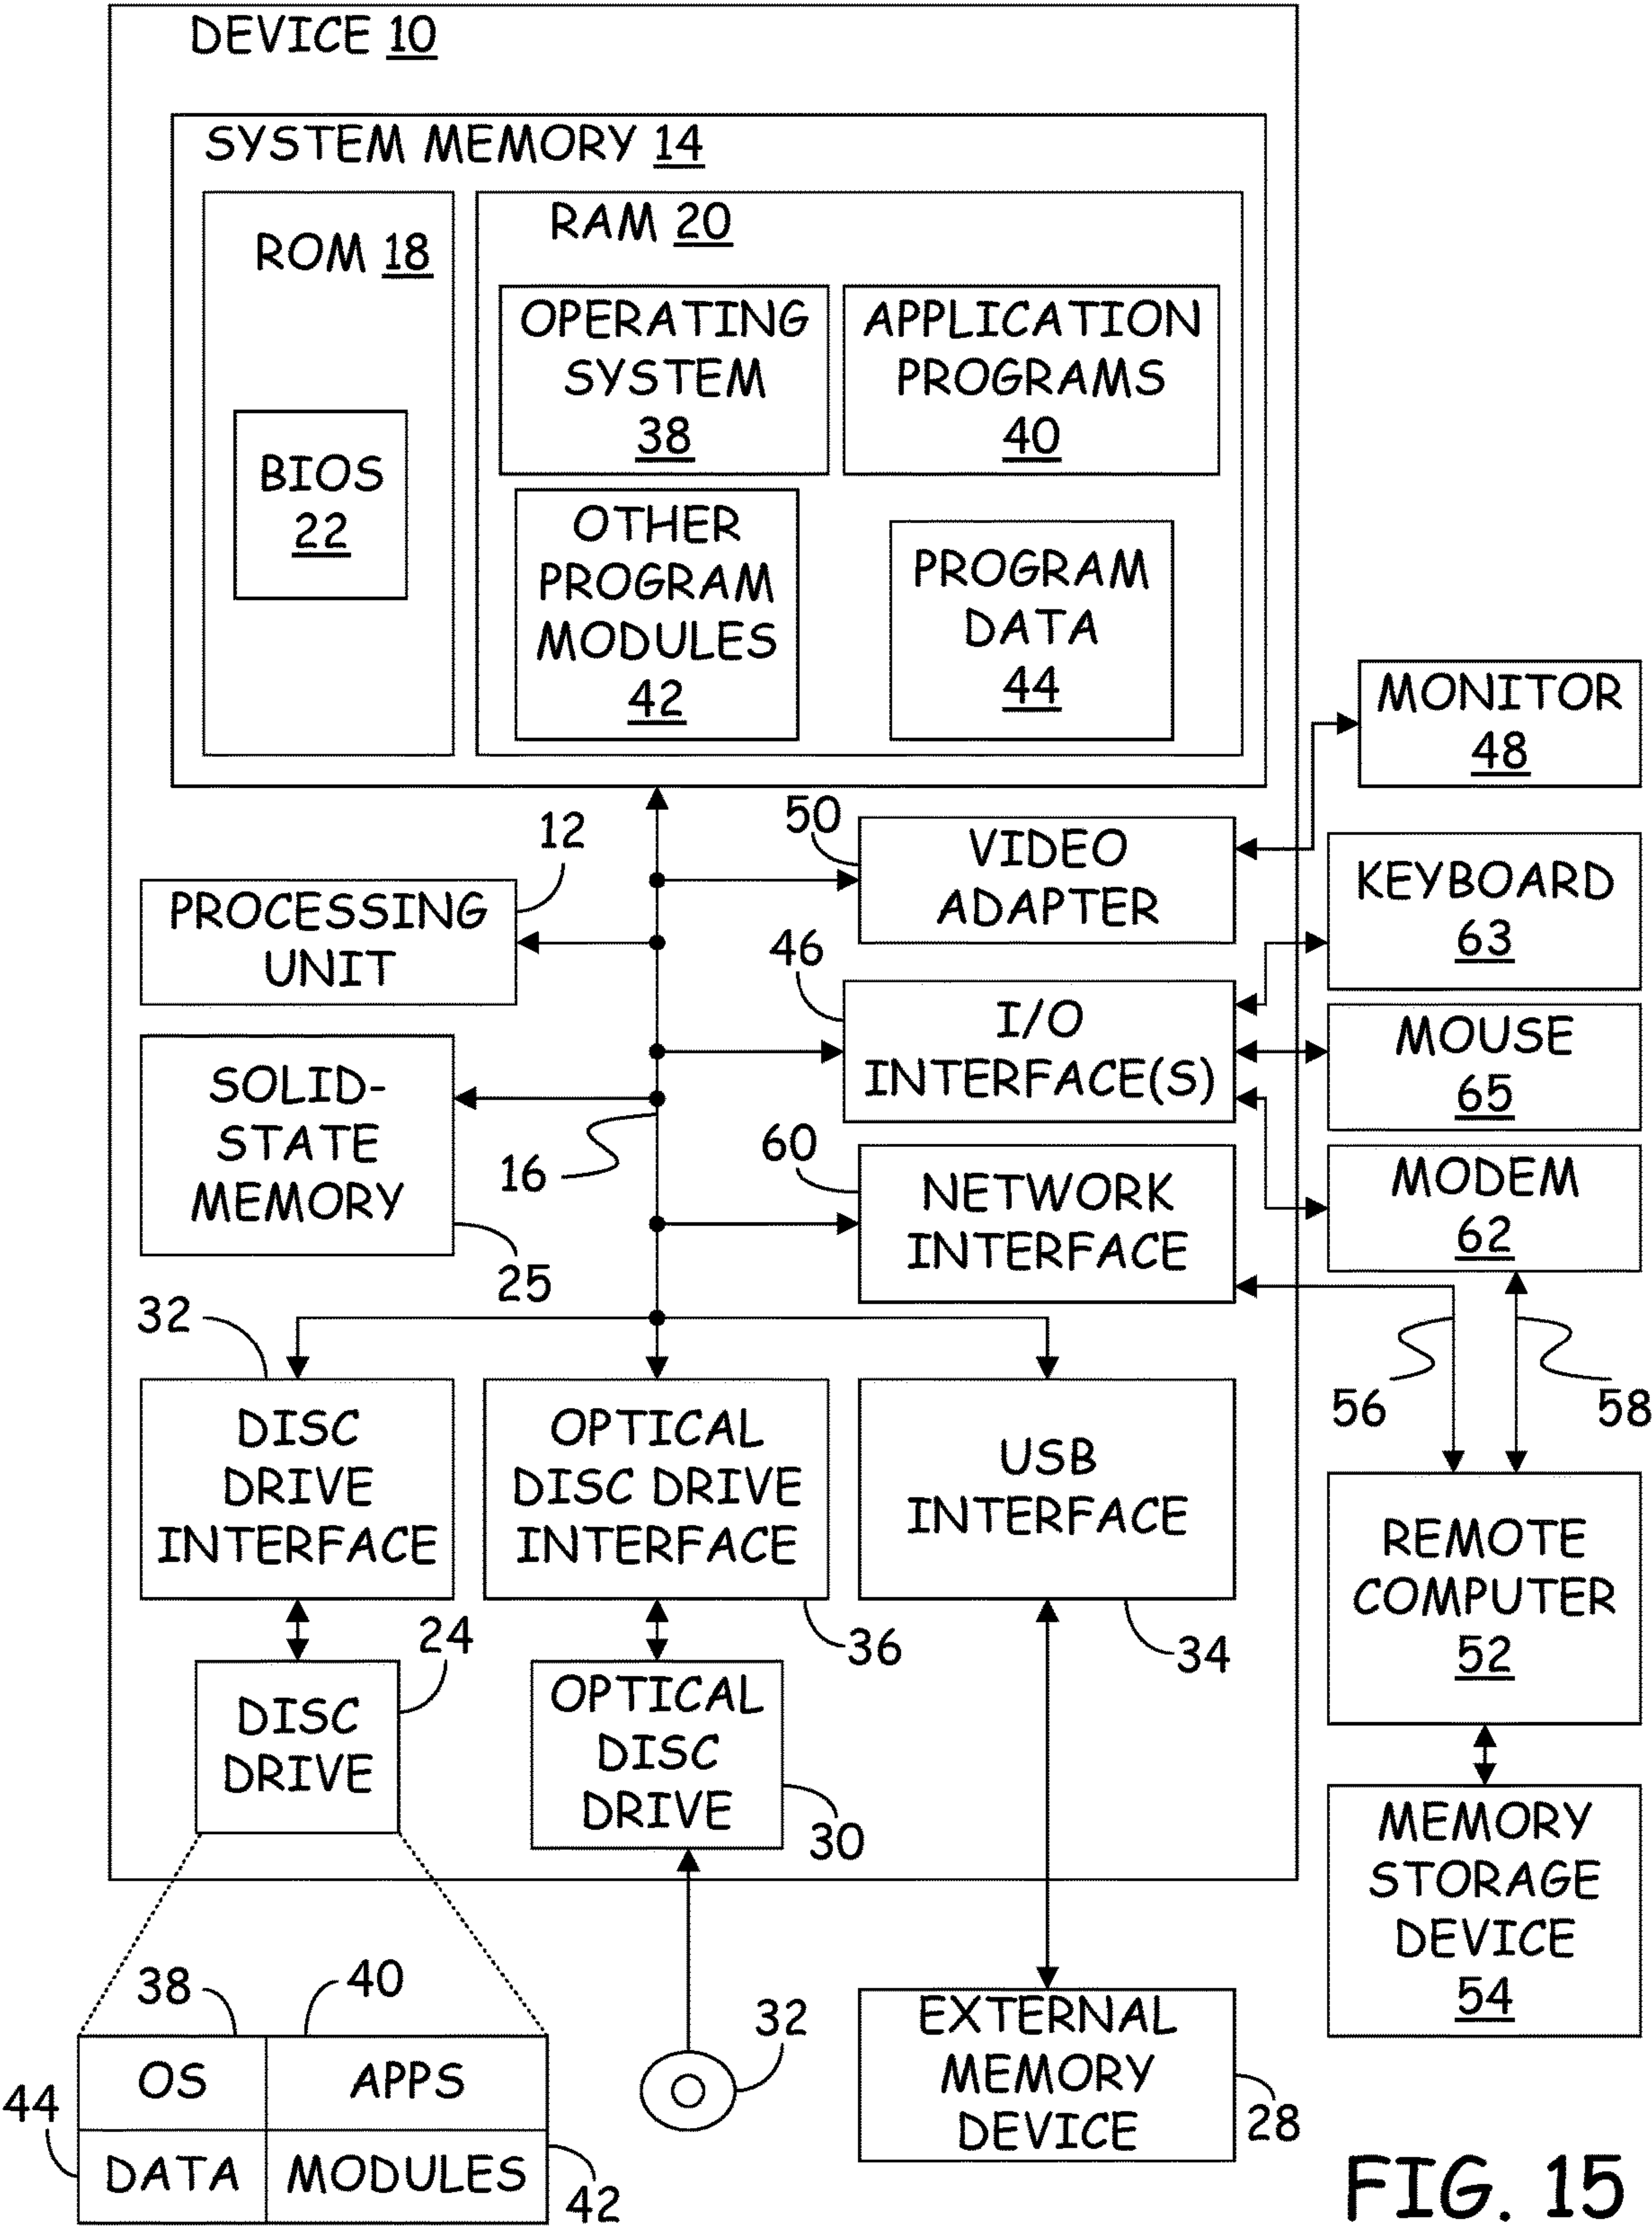 DEVICE 10
SYSTEM MEMORY 14
ROM 18
BIOS
22
RAM 20
OPERATING
SYSTEM
38
APPLICATION
PROGRAMS
40
OTHER
PROGRAM
MODULES
42
PROGRAM
DATA
44
MONITOR
48
12
PROCESSING
UNIT
50
VIDEO
ADAPTER
KEYBOARD
63
46
I/O
INTERFACE(S)
MOUSE
65
SOLID-
STATE
MEMORY
25
16
60
NETWORK
INTERFACE
MODEM
62
56
58
32
DISC
DRIVE
INTERFACE
OPTICAL
DISC DRIVE
INTERFACE
36
USB
INTERFACE
34
REMOTE
COMPUTER
52
24
DISC
DRIVE
OPTICAL
DISC
DRIVE
30
MEMORY
STORAGE
DEVICE
54
38
40
OS
APPS
44
DATA
MODULES
42
32
EXTERNAL
MEMORY
DEVICE
28
FIG. 15